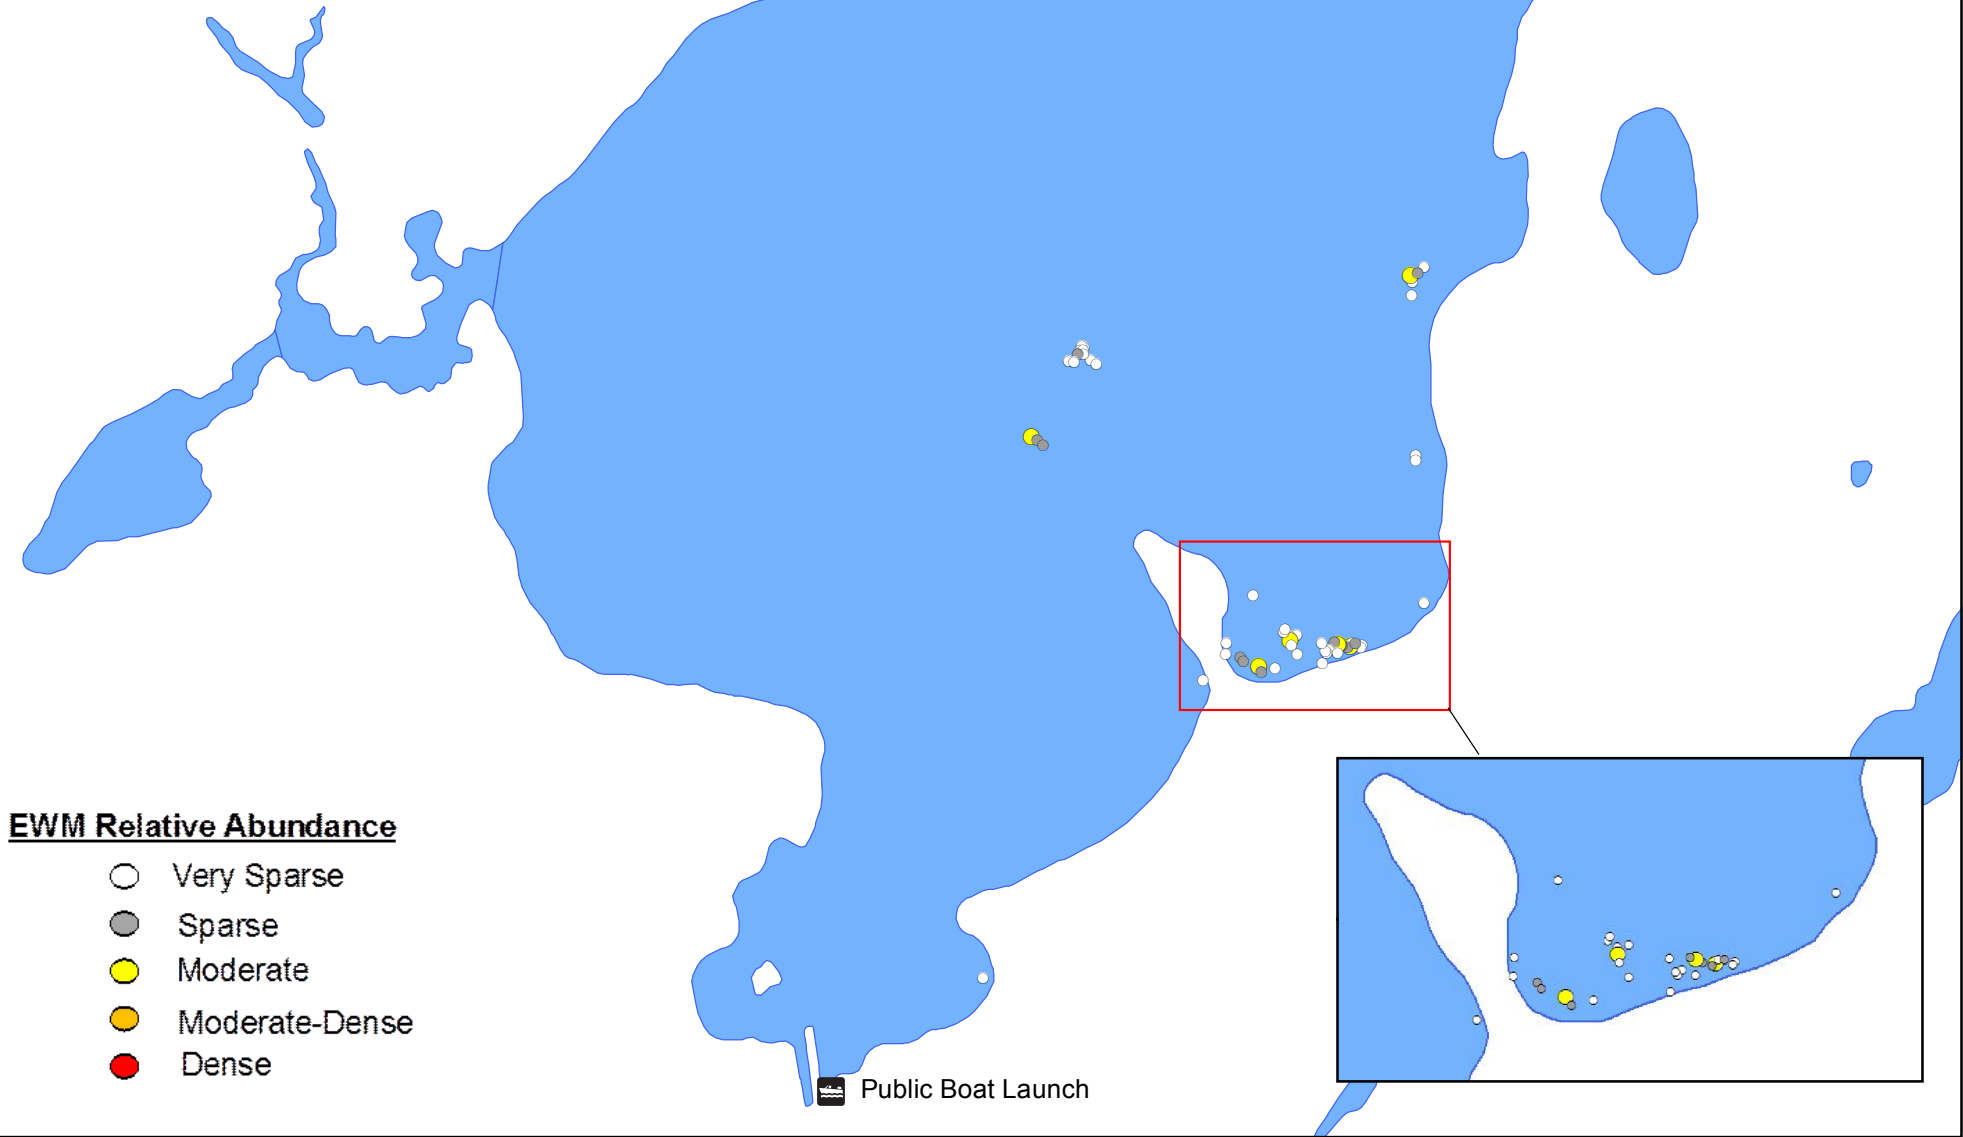 EWM Relative Abundance
Very Sparse
Sparse
Moderate
Moderate-Dense
Dense
Public Boat Launch